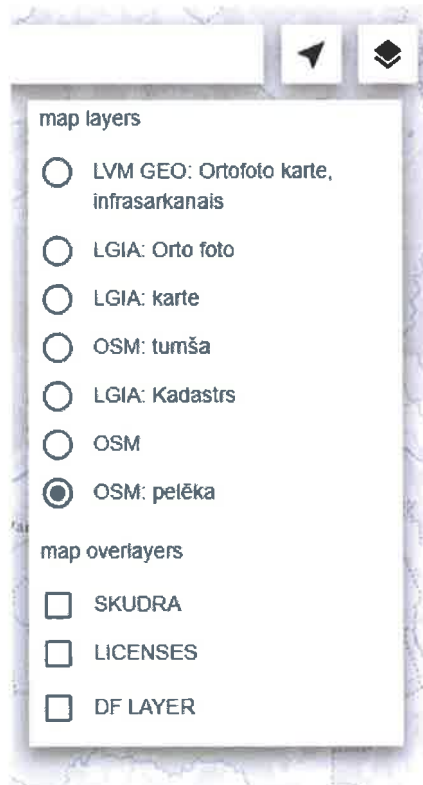 map layers
LVM GEO: Ortofoto karte,
infrasarkanais
LGIA: Orto foto
LGIA: karte
OSM: tumša
LGIA: Kadastrs
OSM
OSM: pelēka
map overlayers
SKUDRA
LICENSES
DF LAYER